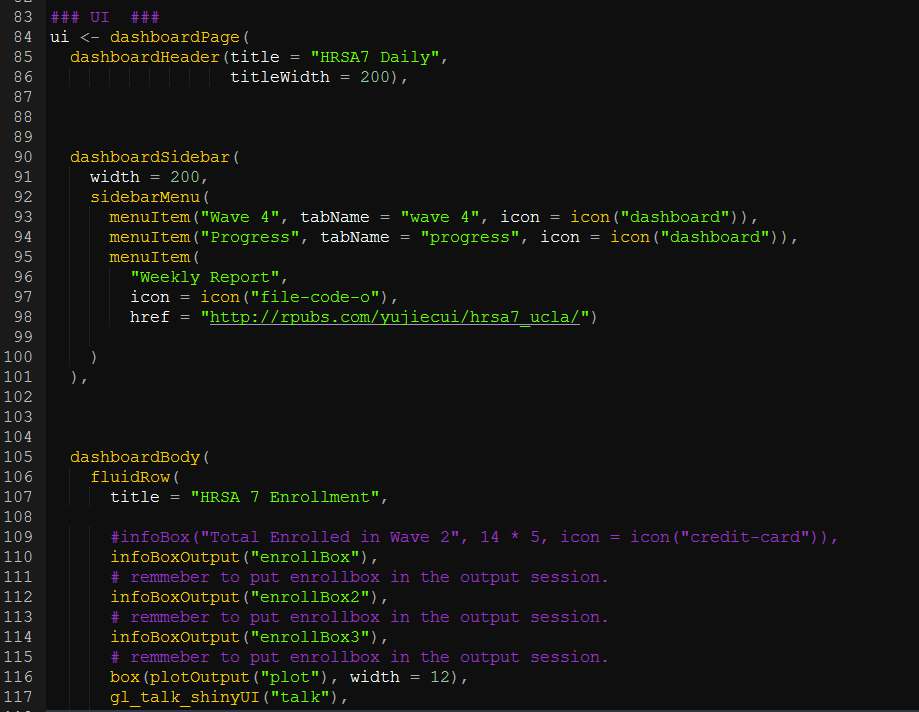 83 ### UI  ###
84 ui <- dashboardPage(
85   dashboardHeader(title = "HRSA7 Daily",
86                   titleWidth = 200),
87
88
89
90   dashboardSidebar(
91     width = 200,
92     sidebarMenu(
93       menuItem("Wave 4", tabName = "wave 4", icon = icon("dashboard")),
94       menuItem("Progress", tabName = "progress", icon = icon("dashboard")),
95       menuItem(
96         "Weekly Report",
97         icon = icon("file-code-o"),
98         href = "http://rpubs.com/yujiecui/hrsa7_ucla/")
99
100     )
101   ),
102
103
104
105   dashboardBody(
106     fluidRow(
107       title = "HRSA 7 Enrollment",
108
109       #infoBox("Total Enrolled in Wave 2", 14 * 5, icon = icon("credit-card")),
110       infoBoxOutput("enrollBox"),
111       # remmeber to put enrollbox in the output session.
112       infoBoxOutput("enrollBox2"),
113       # remmeber to put enrollbox in the output session.
114       infoBoxOutput("enrollBox3"),
115       # remmeber to put enrollbox in the output session.
116       box(plotOutput("plot"), width = 12),
117       gl_talk_shinyUI("talk"),